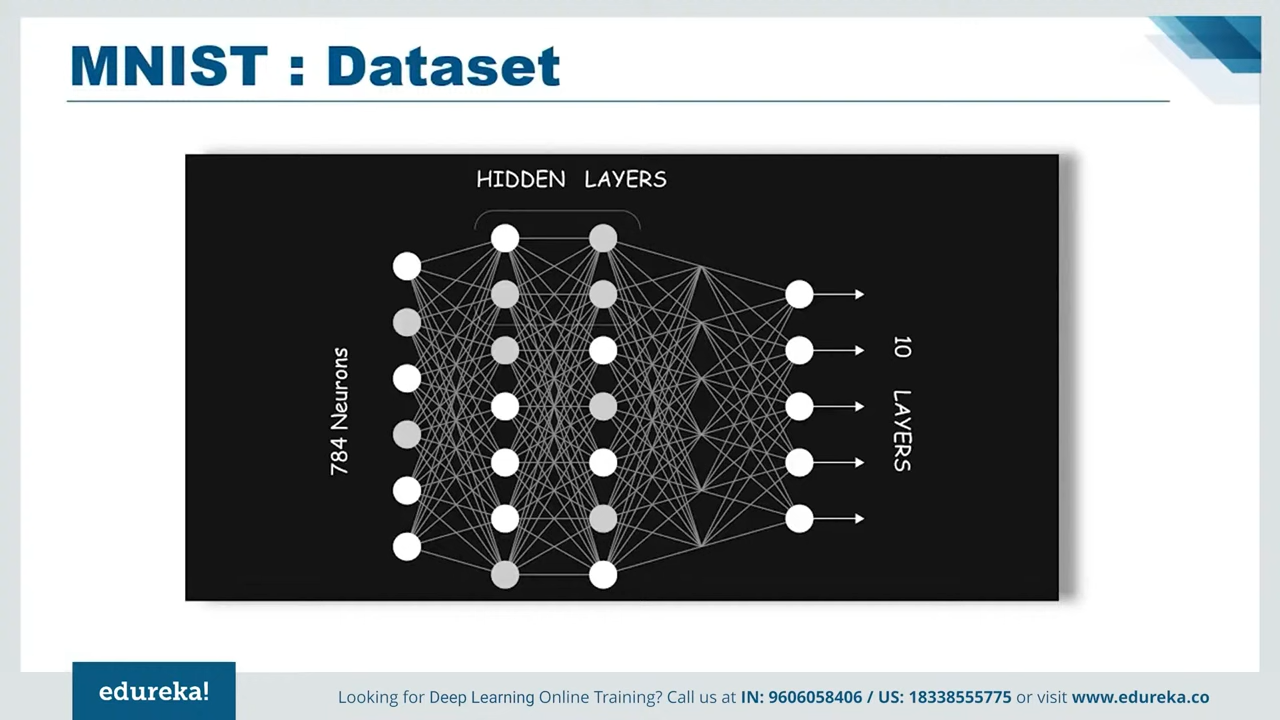 MNIST : Dataset
HIDDEN LAYERS
784 Neurons
10 LAYERS
edureka!
Looking for Deep Learning Online Training? Call us at IN: 9606058406 / US: 18338555775 or visit www.edureka.co